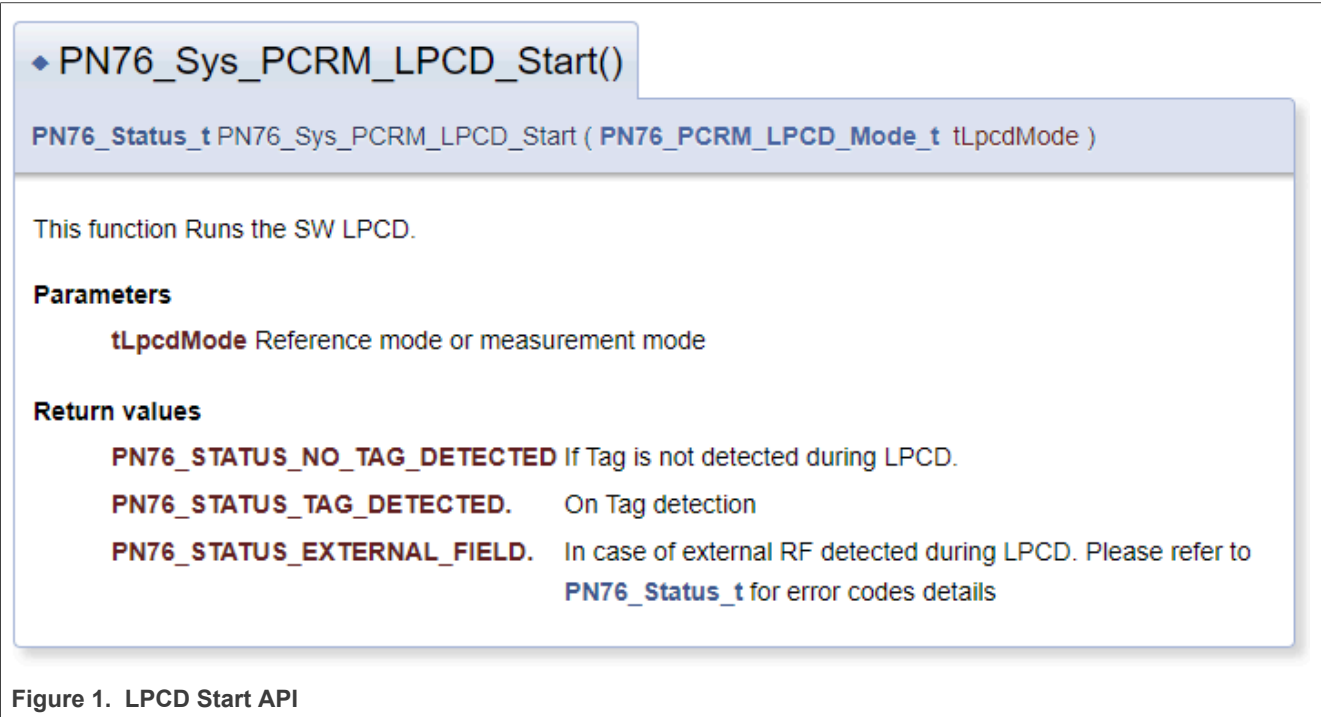 PN76_Sys_PCRM_LPCD_Start()
PN76_Status_t PN76_Sys_PCRM_LPCD_Start ( PN76_PCRM_LPCD_Mode_t tLpcdMode )
This function Runs the SW LPCD.
Parameters
tLpcdMode Reference mode or measurement mode
Return values
PN76_STATUS_NO_TAG_DETECTED If Tag is not detected during LPCD.
PN76_STATUS_TAG_DETECTED. On Tag detection
PN76_STATUS_EXTERNAL_FIELD. In case of external RF detected during LPCD. Please refer to
PN76_Status_t for error codes details
Figure 1. LPCD Start API